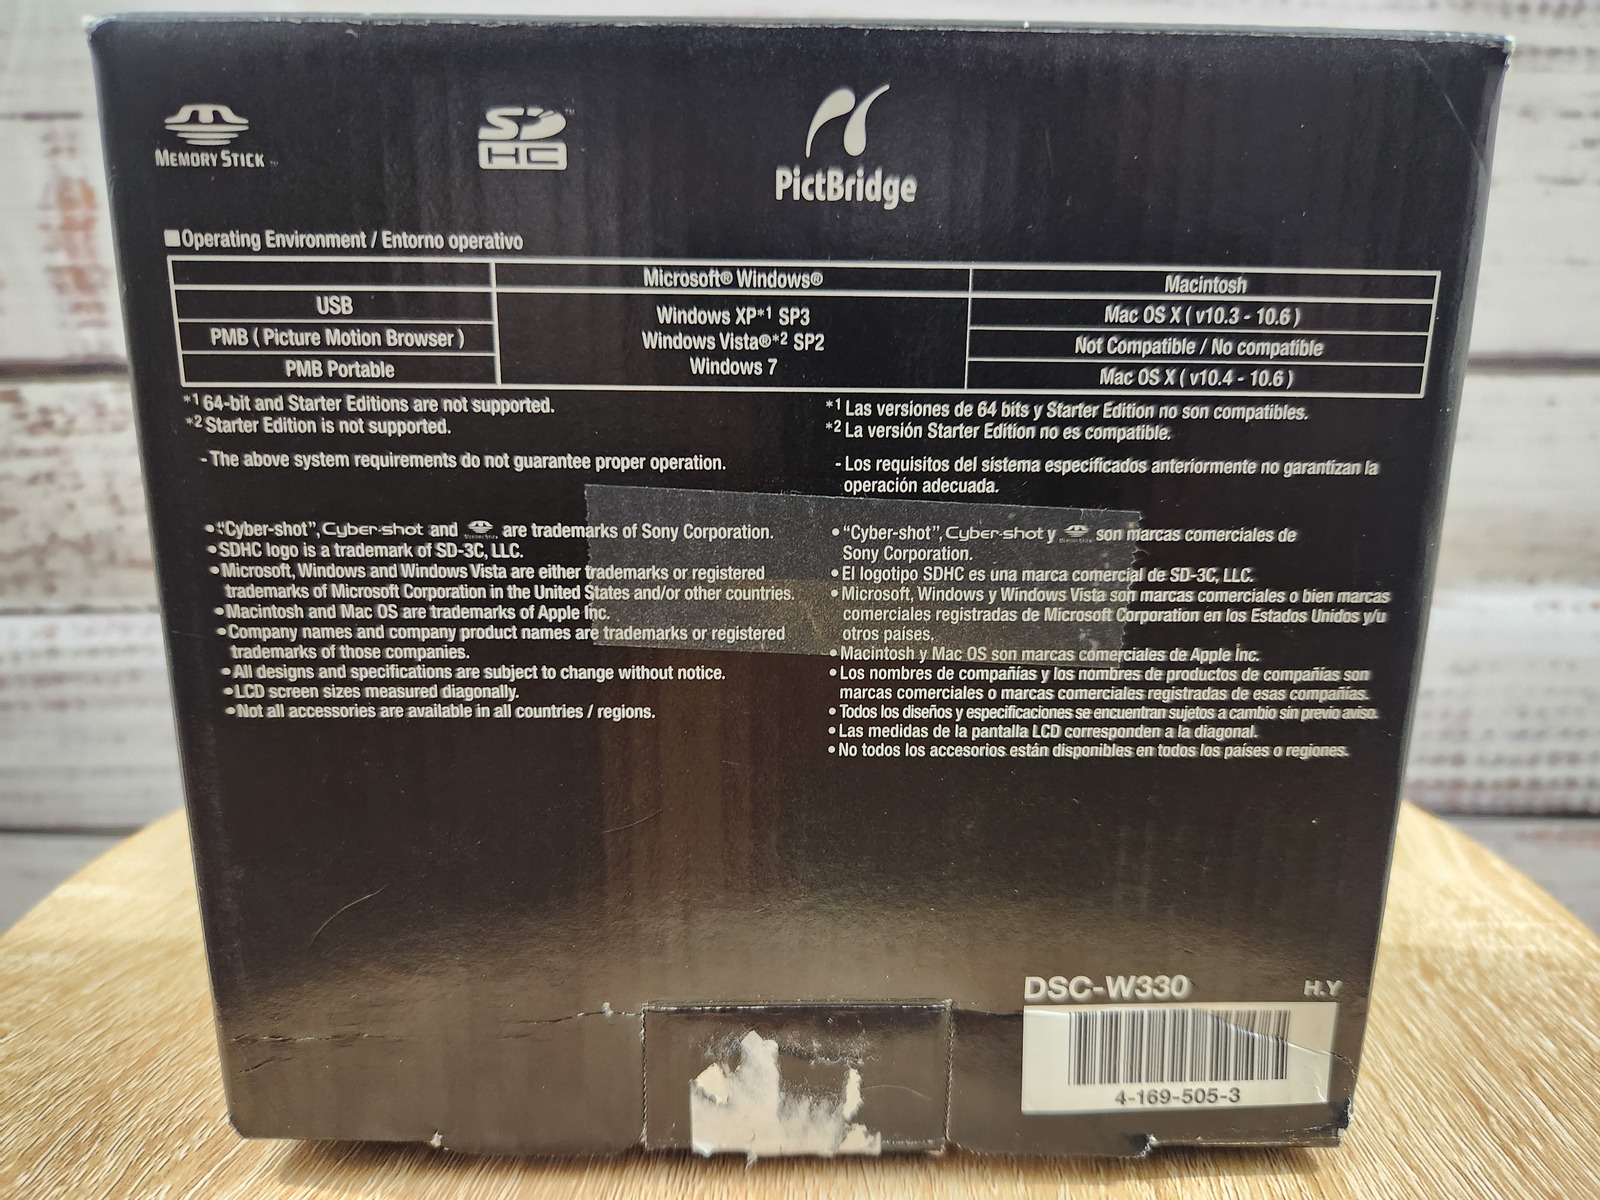 MEMORY STICK™
SD HC™
PictBridge
■Operating Environment / Entorno operativo
Microsoft® Windows®
Macintosh
USB
Windows XP*1 SP3
Windows Vista®*2 SP2
Windows 7
Mac OS X ( v10.3 - 10.6 )
PMB ( Picture Motion Browser )
Not Compatible / No compatible
PMB Portable
Mac OS X ( v10.4 - 10.6 )
*1 64-bit and Starter Editions are not supported.
*2 Starter Edition is not supported.
- The above system requirements do not guarantee proper operation.
•“Cyber-shot”, Cyber-shot and MEMORY STICK are trademarks of Sony Corporation.
•SDHC logo is a trademark of SD-3C, LLC.
•Microsoft, Windows and Windows Vista are either trademarks or registered
trademarks of Microsoft Corporation in the United States and/or other countries.
•Macintosh and Mac OS are trademarks of Apple Inc.
•Company names and company product names are trademarks or registered
trademarks of those companies.
•All designs and specifications are subject to change without notice.
•LCD screen sizes measured diagonally.
•Not all accessories are available in all countries / regions.
*1 Las versiones de 64 bits y Starter Edition no son compatibles.
*2 La versión Starter Edition no es compatible.
- Los requisitos del sistema especificados anteriormente no garantizan la
operación adecuada.
•“Cyber-shot”, Cyber-shot y MEMORY STICK son marcas comerciales de
Sony Corporation.
•El logotipo SDHC es una marca comercial de SD-3C, LLC.
•Microsoft, Windows y Windows Vista son marcas comerciales o bien marcas
comerciales registradas de Microsoft Corporation en los Estados Unidos y/u
otros países.
•Macintosh y Mac OS son marcas comerciales de Apple Inc.
•Los nombres de compañías y los nombres de productos de compañías son
marcas comerciales o marcas comerciales registradas de esas compañías.
•Todos los diseños y especificaciones se encuentran sujetos a cambio sin previo aviso.
•Las medidas de la pantalla LCD corresponden a la diagonal.
•No todos los accesorios están disponibles en todos los países o regiones.
DSC-W330
H.Y
4-169-505-3